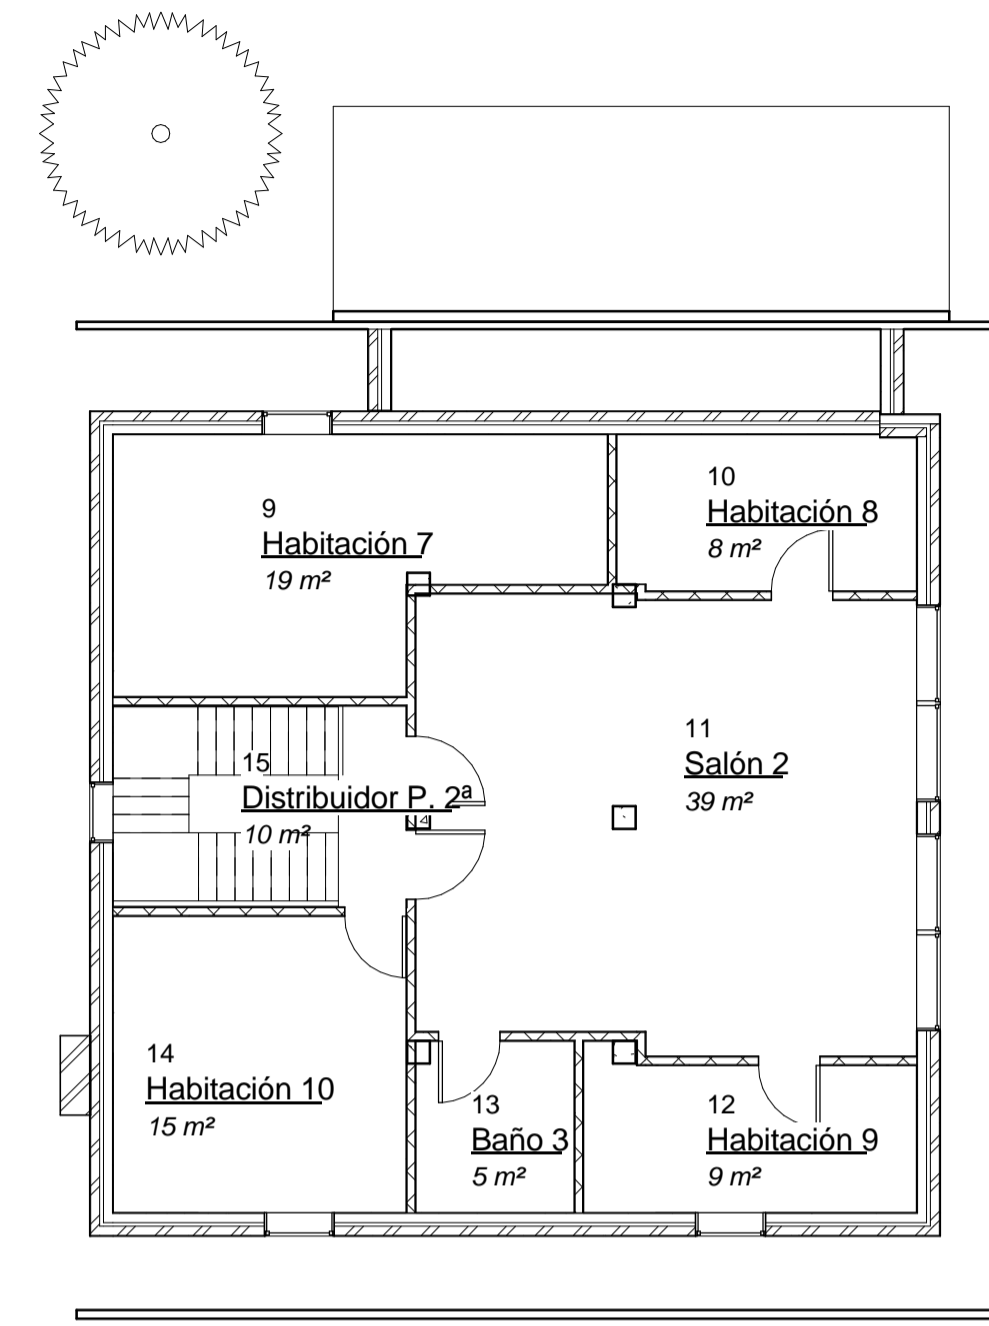 9
Habitación 7
19 m²
10
Habitación 8
8 m²
11
Salón 2
39 m²
15
Distribuidor P. 2ª
10 m²
14
Habitación 10
15 m²
13
Baño 3
5 m²
12
Habitación 9
9 m²